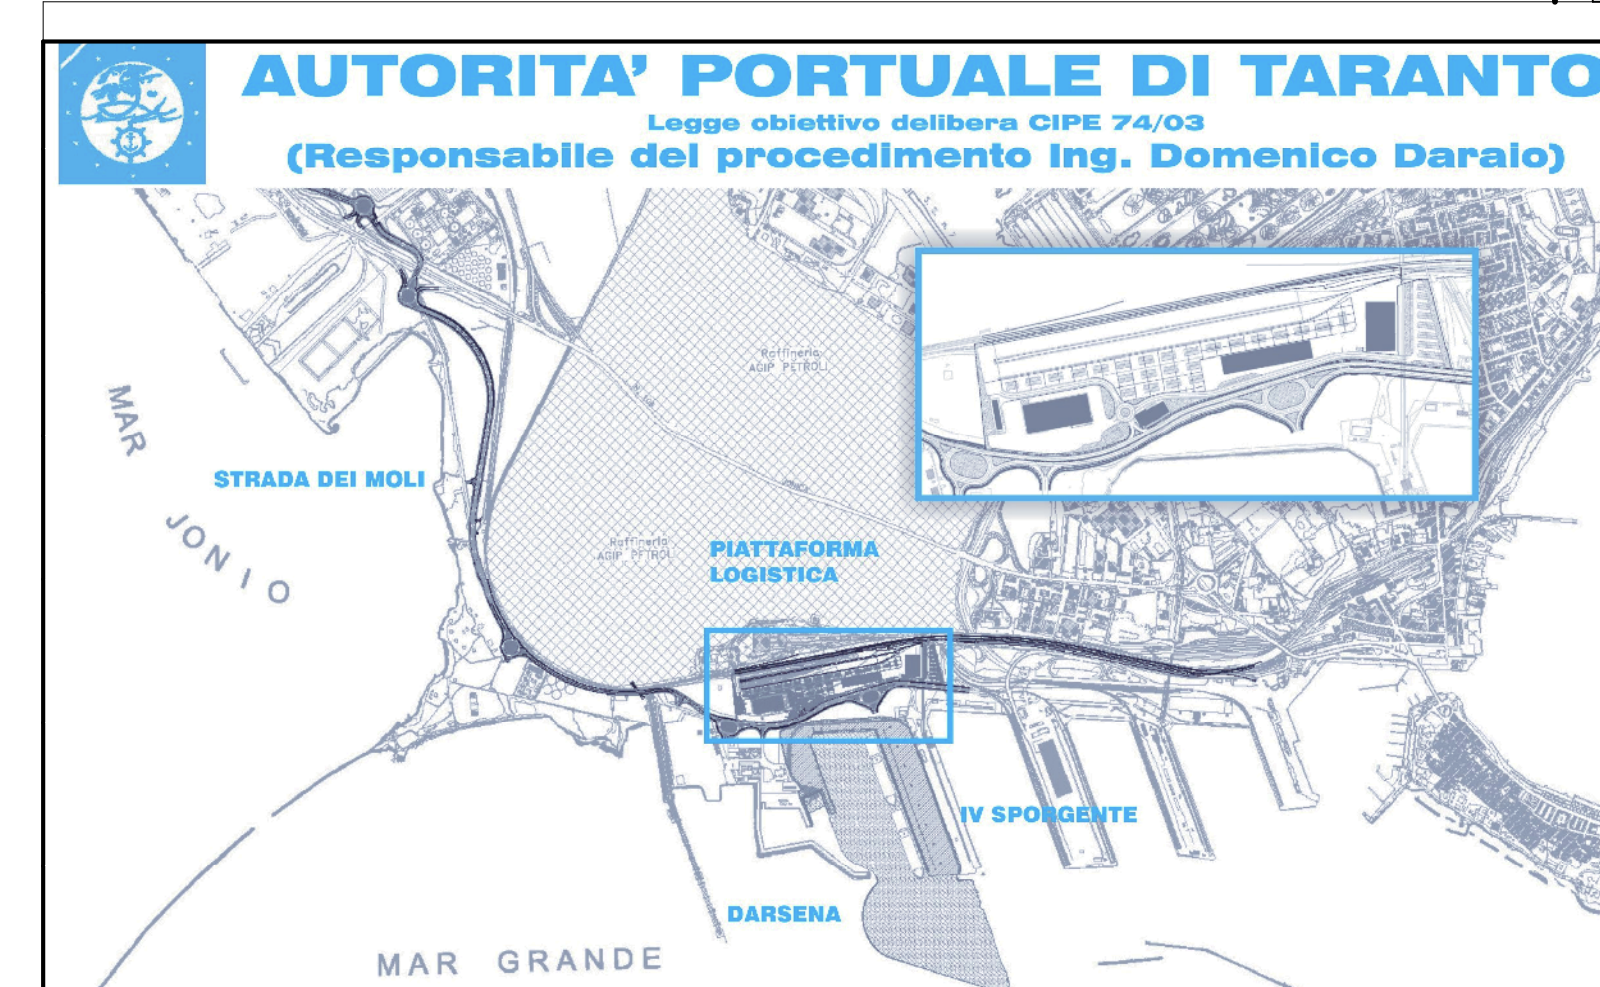 AUTORITA' PORTUALE DI TARANTO
Legge obiettivo delibera CIPE 74/03
(Responsabile del procedimento Ing. Domenico Daraio)
Raffineria
AGIP PETROLI
MAR
JONIO
STRADA DEI MOLI
JONICA
Raffineria
AGIP PETROLI
PIATTAFORMA
LOGISTICA
IV SPORGENTE
DARSENA
MAR GRANDE